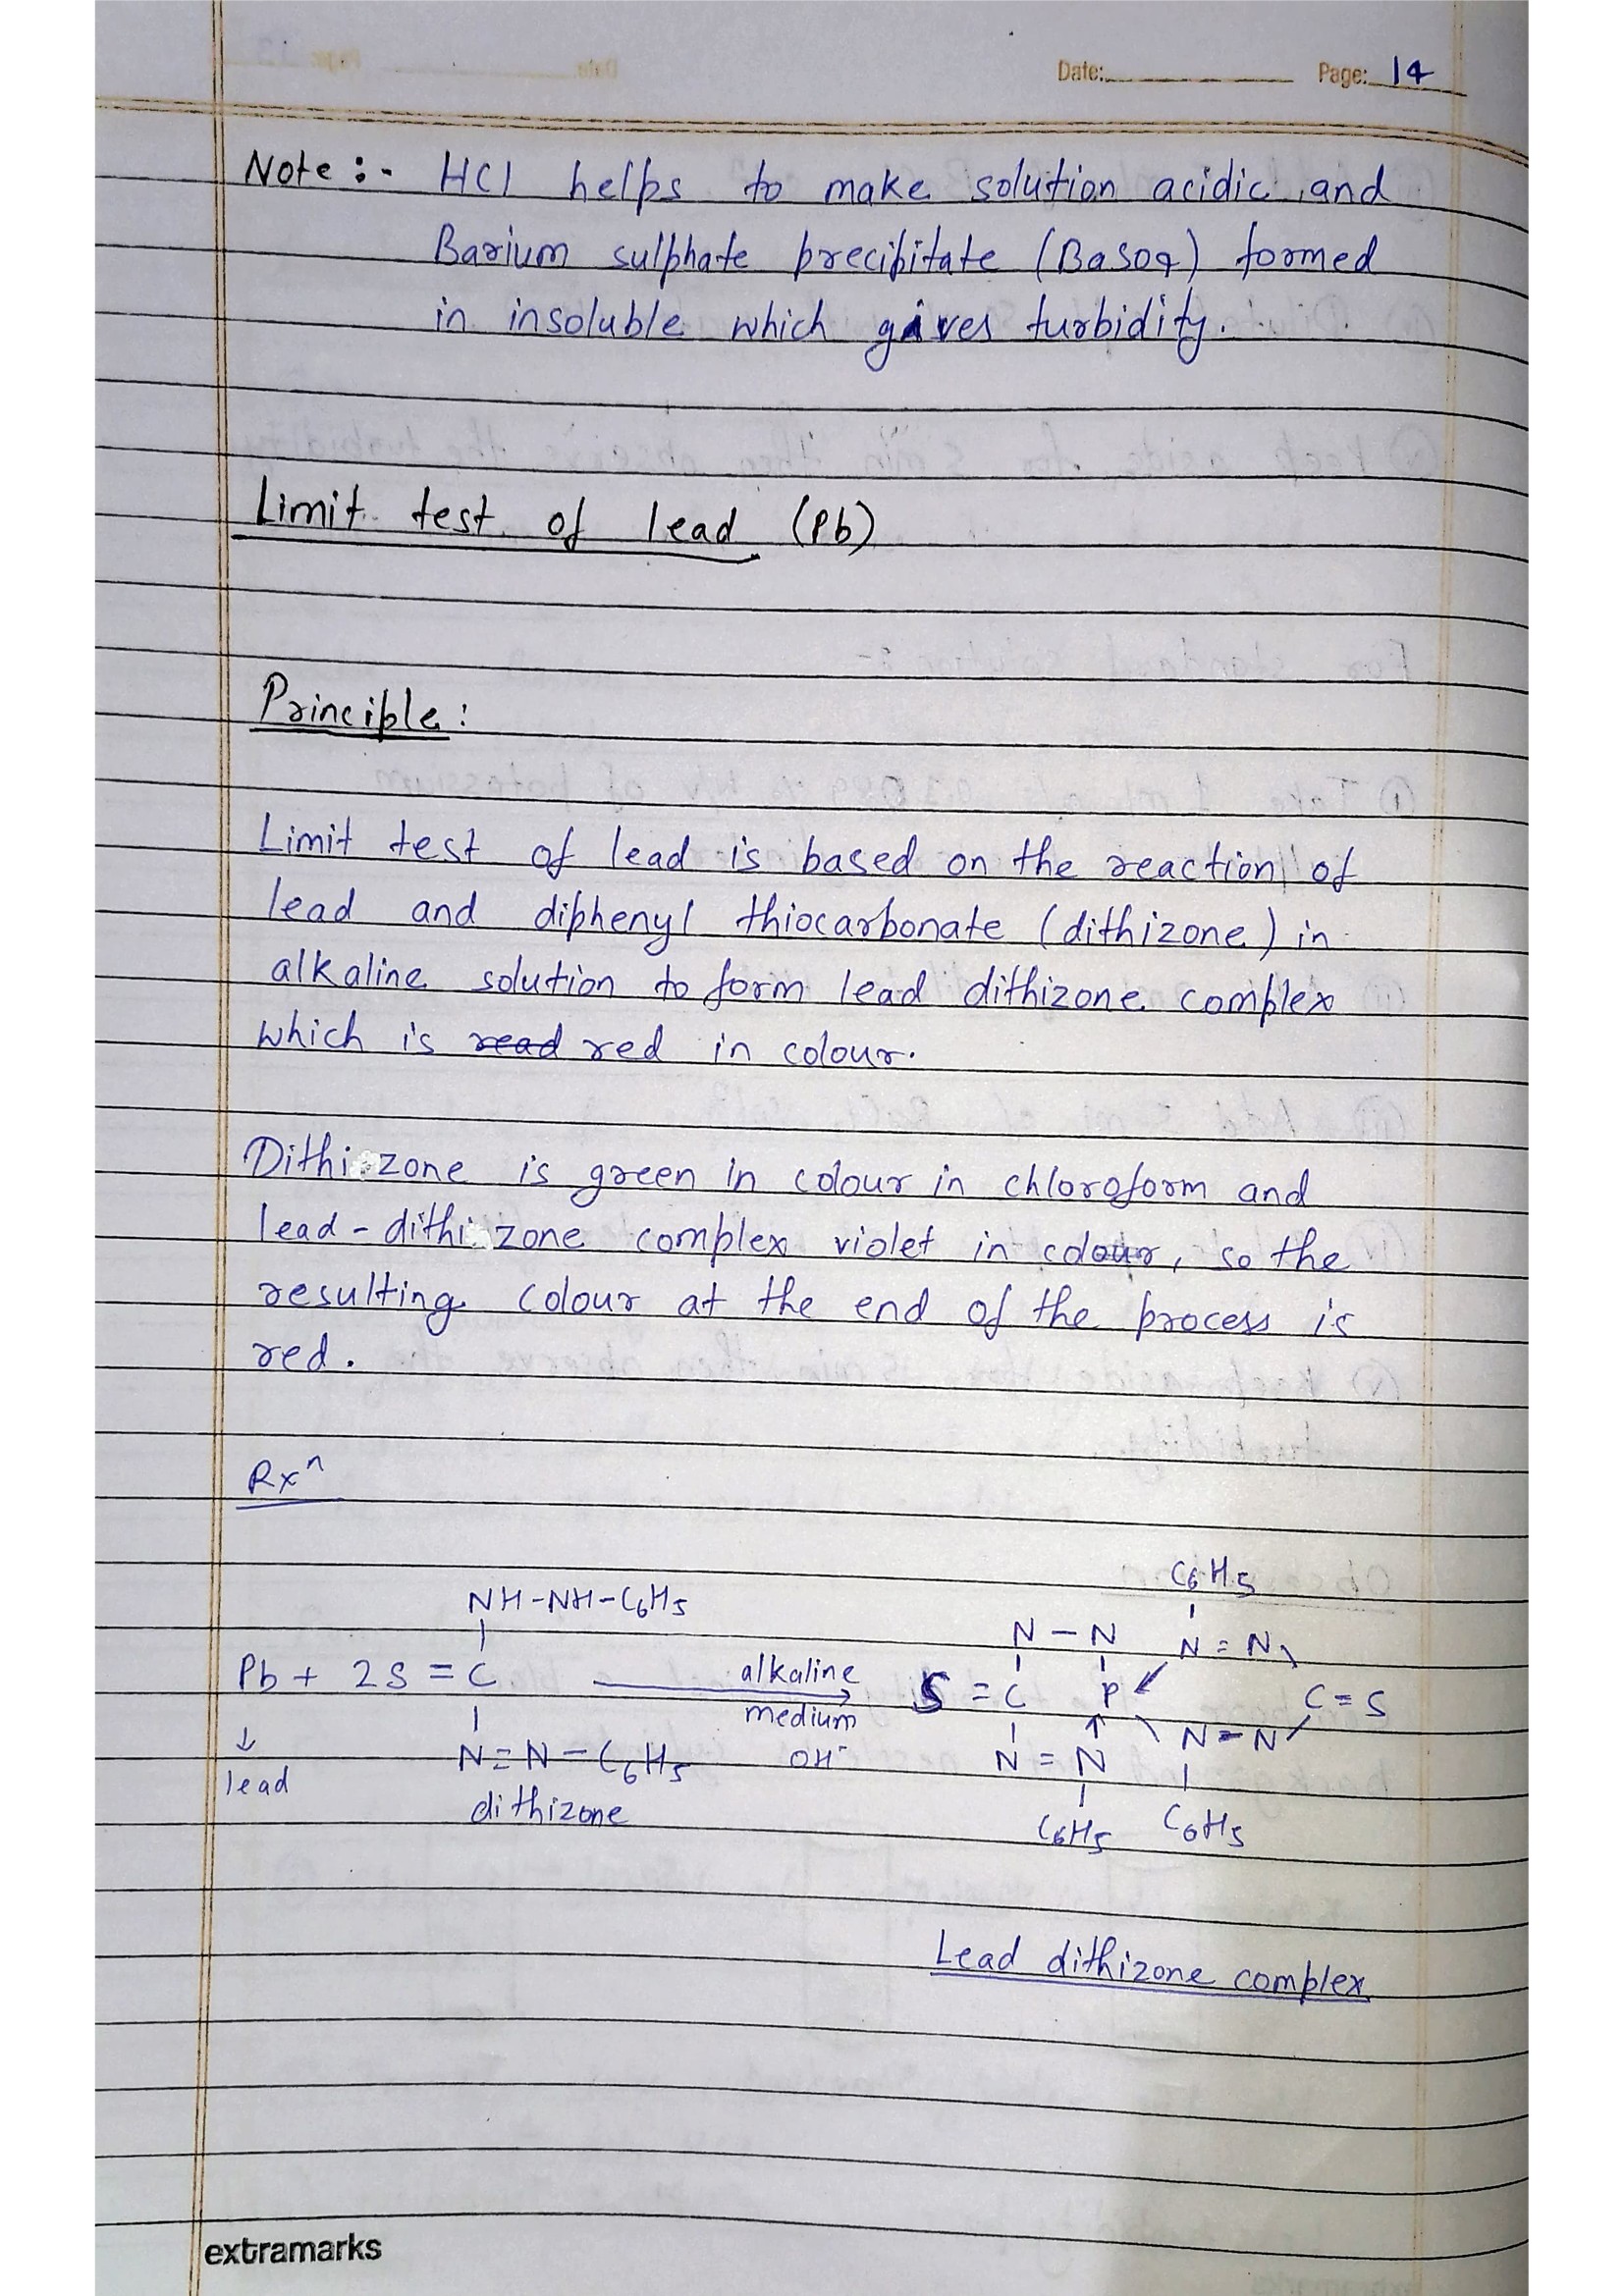 Date: Page: 14
Note :- HCl helps to make solution acidic and
Barium sulphate precipitate (BaSO4) formed
in insoluble which gives turbidity.
Limit test of lead (Pb)
Principle :
Limit test of lead is based on the reaction of
lead and diphenyl thiocarbonate (dithizone) in
alkaline solution to form lead dithizone complex
which is read red in colour.
Dithizone is green in colour in chloroform and
lead - dithizone complex violet in colour, so the
resulting colour at the end of the process is
red.
Rxⁿ
C6H5
NH-NH-C6H5
N - N N = N
Pb + 2S = C alkaline S = C P C = S
medium
↓ N = N - C6H5 OH⁻ N = N N - N
lead dithizone C6H5 C6H5
Lead dithizone complex
extramarks